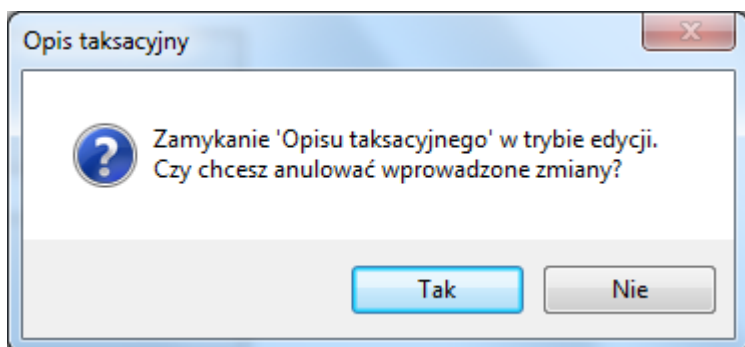 Opis taksacyjny
Zamykanie 'Opisu taksacyjnego' w trybie edycji.
Czy chcesz anulować wprowadzone zmiany?
Tak
Nie